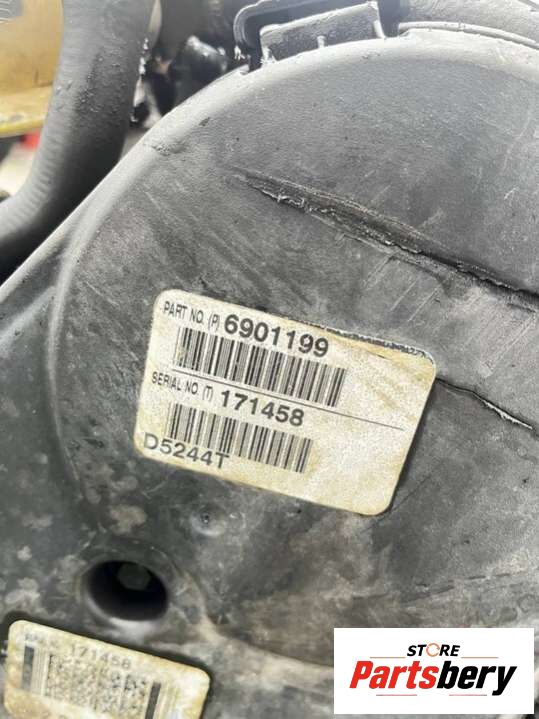 PART NO. (P) 6901199
SERIAL NO. (T) 171458
D5244T
171458
STORE
Partsbery